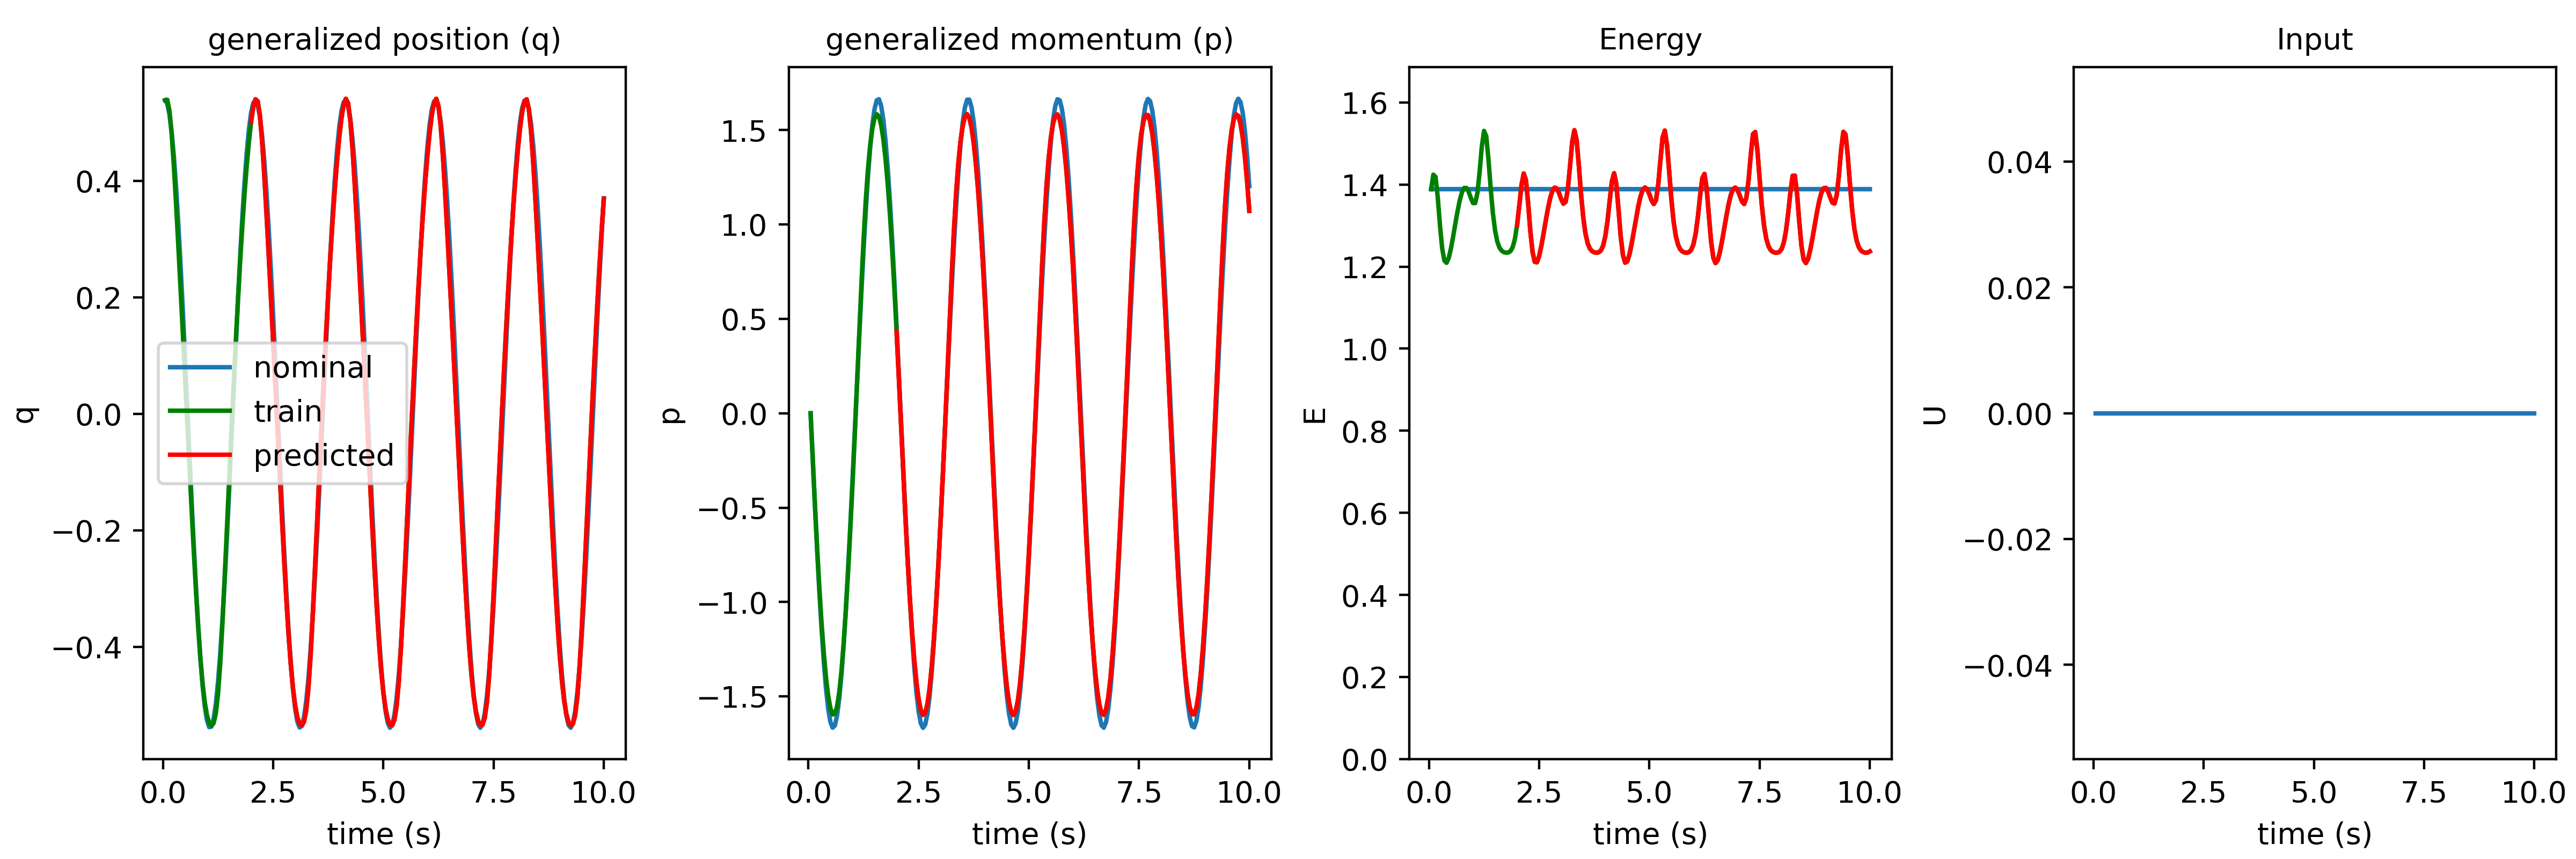 generalized position (q)
q
0.4
0.2
0.0
−0.2
−0.4
nominal
train
predicted
0.0 2.5 5.0 7.5 10.0
time (s)
generalized momentum (p)
p
1.5
1.0
0.5
0.0
−0.5
−1.0
−1.5
0.0 2.5 5.0 7.5 10.0
time (s)
Energy
E
1.6
1.4
1.2
1.0
0.8
0.6
0.4
0.2
0.0
0.0 2.5 5.0 7.5 10.0
time (s)
Input
U
0.04
0.02
0.00
−0.02
−0.04
0.0 2.5 5.0 7.5 10.0
time (s)